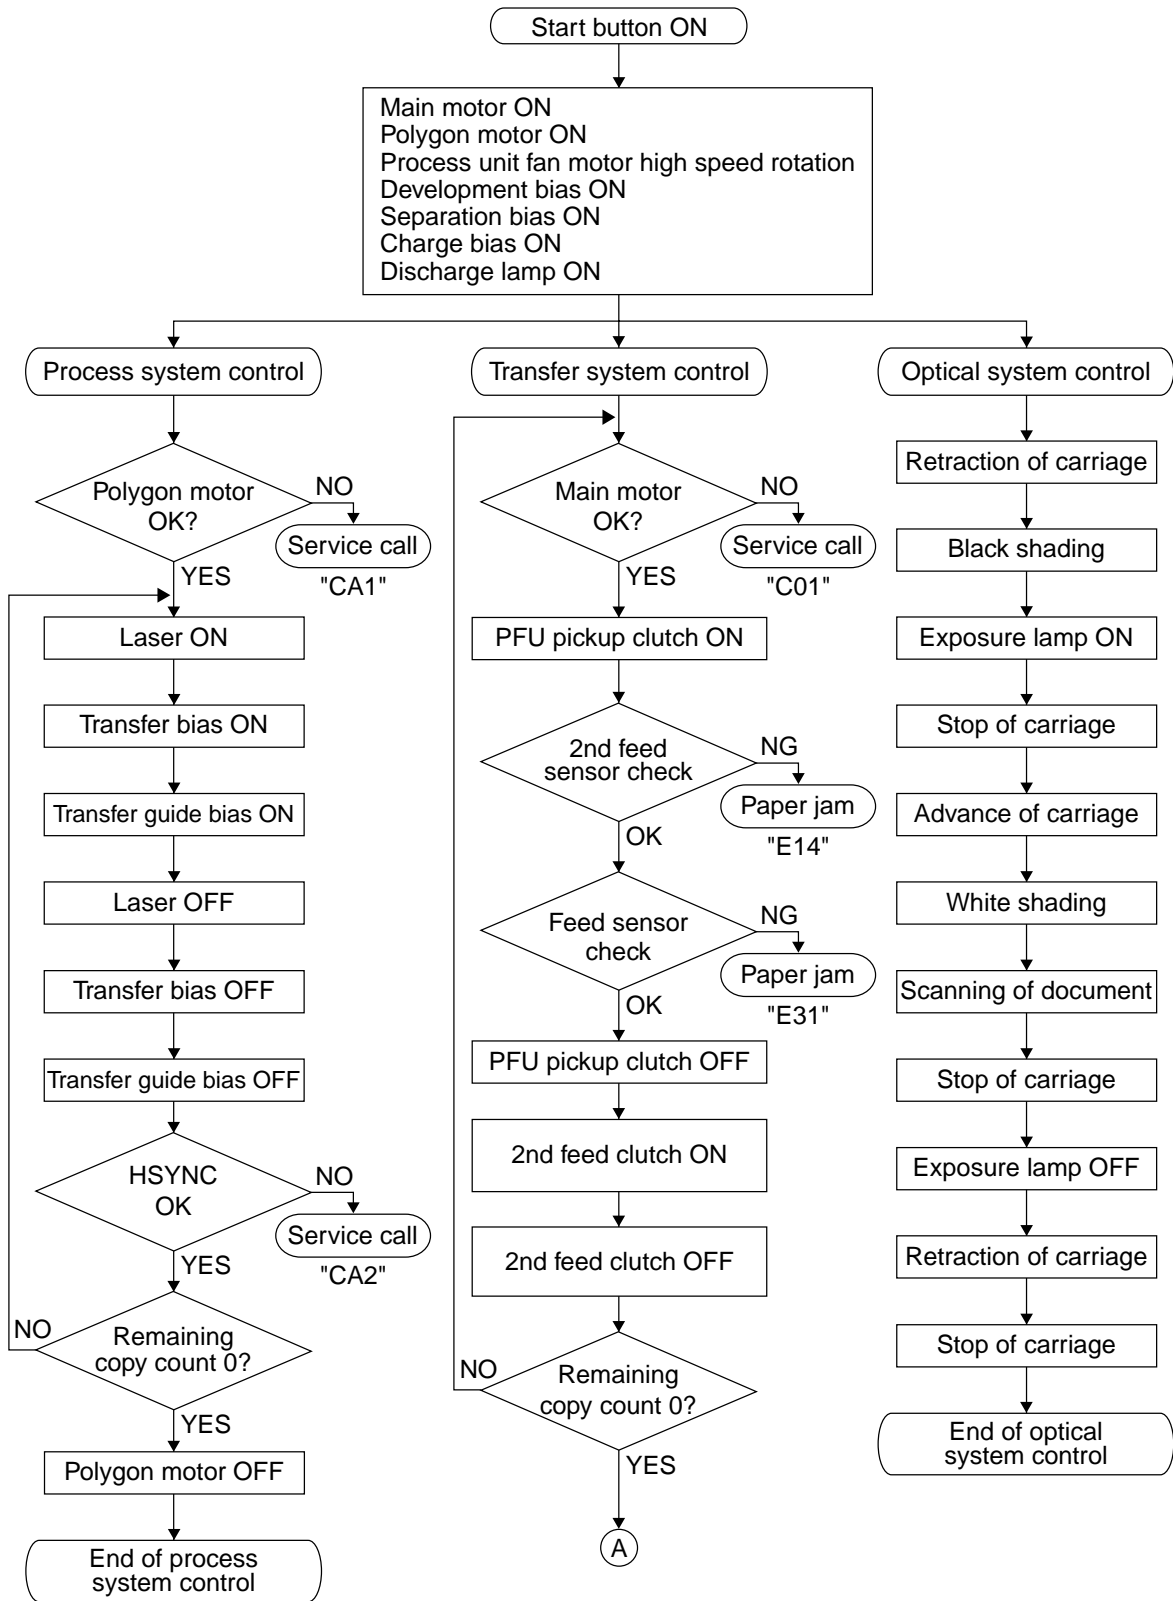 Start button ON
Main motor ON
Polygon motor ON
Process unit fan motor high speed rotation
Development bias ON
Separation bias ON
Charge bias ON
Discharge lamp ON
Process system control
Polygon motor
OK?
NO
Service call
"CA1"
YES
Laser ON
Transfer bias ON
Transfer guide bias ON
Laser OFF
Transfer bias OFF
Transfer guide bias OFF
HSYNC
OK
NO
Service call
"CA2"
YES
Remaining
copy count 0?
NO
YES
Polygon motor OFF
End of process
system control
Transfer system control
Main motor
OK?
NO
Service call
"C01"
YES
PFU pickup clutch ON
2nd feed
sensor check
NG
Paper jam
"E14"
OK
Feed sensor
check
NG
Paper jam
"E31"
OK
PFU pickup clutch OFF
2nd feed clutch ON
2nd feed clutch OFF
Remaining
copy count 0?
NO
YES
A
Optical system control
Retraction of carriage
Black shading
Exposure lamp ON
Stop of carriage
Advance of carriage
White shading
Scanning of document
Stop of carriage
Exposure lamp OFF
Retraction of carriage
Stop of carriage
End of optical
system control